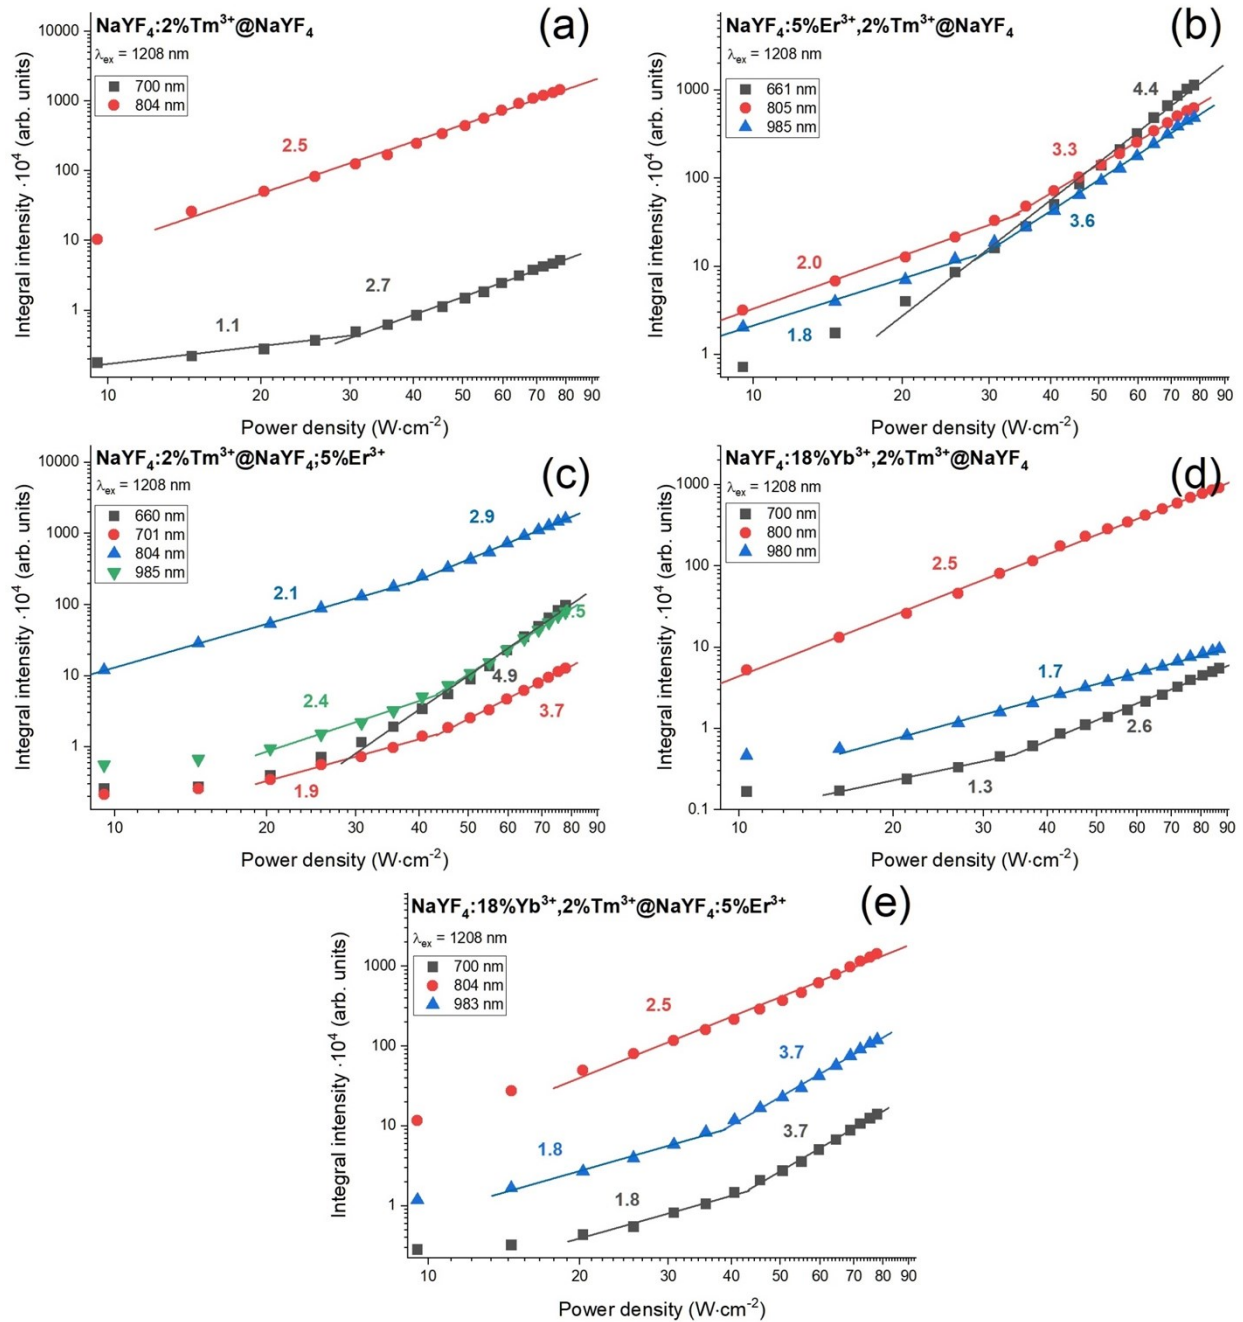 NaYF₄:2%Tm³⁺@NaYF₄
(a)
λex = 1208 nm
700 nm
804 nm
2.5
2.7
1.1
10000
1000
100
10
1
Integral intensity ·10⁴ (arb. units)
10 20 30 40 50 60 70 80 90
Power density (W·cm⁻²)
NaYF₄:5%Er³⁺,2%Tm³⁺@NaYF₄
(b)
λex = 1208 nm
661 nm
805 nm
985 nm
4.4
3.3
3.6
2.0
1.8
1000
100
10
1
Integral intensity ·10⁴ (arb. units)
10 20 30 40 50 60 70 80 90
Power density (W·cm⁻²)
NaYF₄:2%Tm³⁺@NaYF₄;5%Er³⁺
(c)
λex = 1208 nm
660 nm
701 nm
804 nm
985 nm
2.9
2.1
.5
4.9
2.4
3.7
1.9
10000
1000
100
10
1
Integral intensity ·10⁴ (arb. units)
10 20 30 40 50 60 70 80 90
Power density (W·cm⁻²)
NaYF₄:18%Yb³⁺,2%Tm³⁺@NaYF₄
(d)
λex = 1208 nm
700 nm
800 nm
980 nm
2.5
1.7
2.6
1.3
1000
100
10
1
0.1
Integral intensity ·10⁴ (arb. units)
10 20 30 40 50 60 70 80 90
Power density (W·cm⁻²)
NaYF₄:18%Yb³⁺,2%Tm³⁺@NaYF₄:5%Er³⁺
(e)
λex = 1208 nm
700 nm
804 nm
983 nm
2.5
3.7
1.8
3.7
1.8
1000
100
10
1
Integral intensity ·10⁴ (arb. units)
10 20 30 40 50 60 70 80 90
Power density (W·cm⁻²)